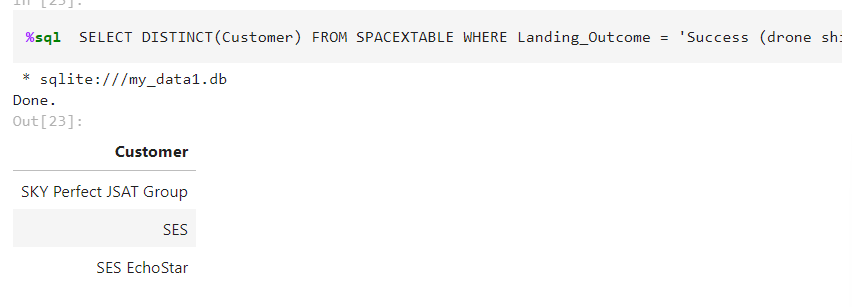 In [23]:
%sql  SELECT DISTINCT(Customer) FROM SPACEXTABLE WHERE Landing_Outcome = 'Success (drone
* sqlite:///my_data1.db
Done.
Out[23]:
Customer
SKY Perfect JSAT Group
SES
SES EchoStar